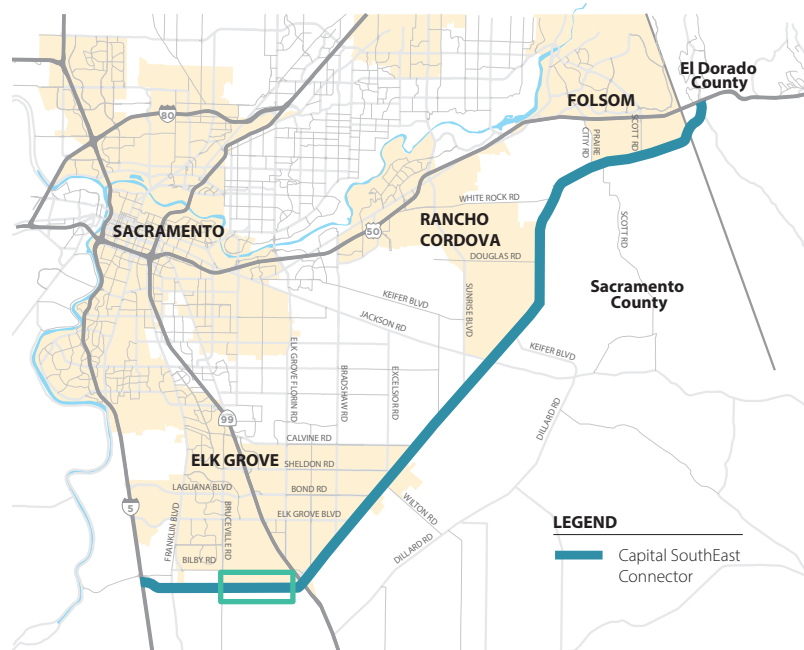 El Dorado
County
FOLSOM
80
PRAIRE
CITY RD
SCOTT RD
WHITE ROCK RD
RANCHO
CORDOVA
SACRAMENTO
50
SCOTT RD
DOUGLAS RD
Sacramento
County
KEIFER BLVD
SUNRISE BLVD
JACKSON RD
KEIFER BLVD
ELK GROVE FLORIN RD
BRADSHAW RD
EXCELSIOR RD
DILLARD RD
99
CALVINE RD
ELK GROVE
SHELDON RD
LAGUANA BLVD
BOND RD
5
ELK GROVE BLVD
WILTON RD
FRANKLIN BLVD
BRUCEVILLE RD
DILLARD RD
BILBY RD
LEGEND
Capital SouthEast
Connector